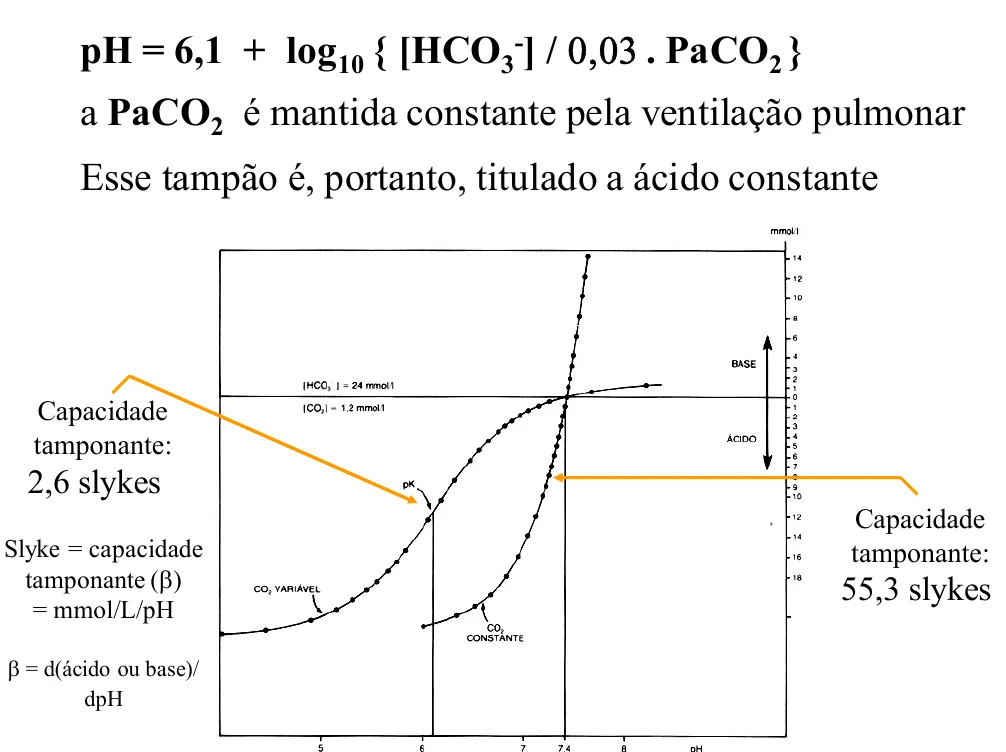 pH = 6,1 + log10 { [HCO3-] / 0,03 . PaCO2 }
a PaCO2 é mantida constante pela ventilação pulmonar
Esse tampão é, portanto, titulado a ácido constante
mmol/l
14
12
10
8
6
4
3
2
1
0
1
2
3
4
5
6
7
8
9
10
12
14
16
18
BASE
ÁCIDO
[HCO3-] = 24 mmol/l
[CO2] = 1,2 mmol/l
Capacidade
tamponante:
2,6 slykes
pK
Slyke = capacidade
tamponante (β)
= mmol/L/pH
β = d(ácido ou base)/
dpH
CO2 VARIÁVEL
CO2
CONSTANTE
Capacidade
tamponante:
55,3 slykes
5 6 7 7.4 8 pH